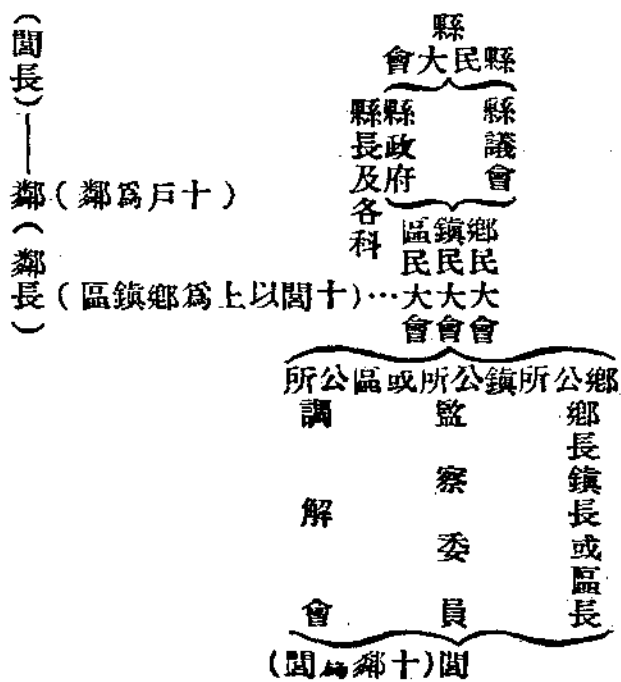 縣
縣民大會
縣議會
縣政府
縣長及各科
鄉民大會
鎮民大會
區民大會
…(十閭以上爲鄉鎮區)
鄉公所鎮公所或區公所
鄉長鎮長或區長
監察委員
調解會
閭(十鄰爲閭)
(閭長)——鄰(鄰長)
(十戶爲鄰)